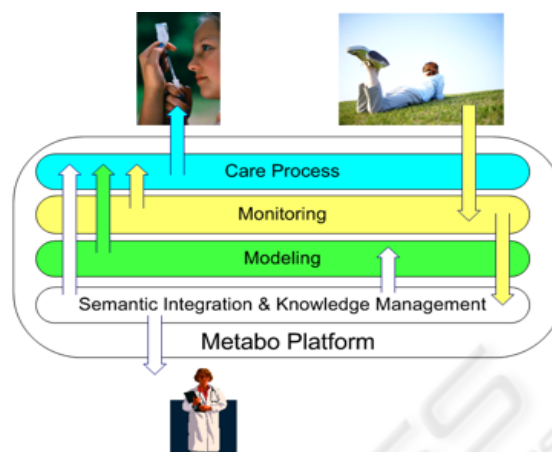 Care Process
Monitoring
Modeling
Semantic Integration & Knowledge Management
Metabo Platform